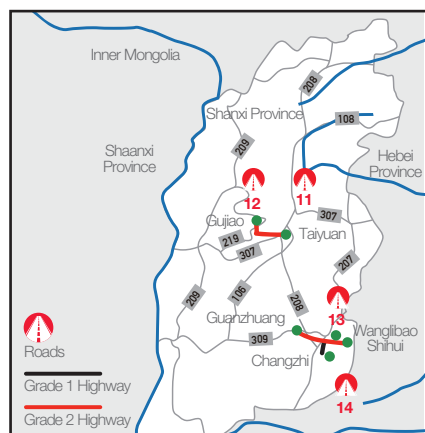 Inner Mongolia
208
Shanxi Province
108
Shaanxi
Province
209
Hebei
Province
12
11
Gujiao
307
219
Taiyuan
307
207
209
106
208
13
Guanzhuang
Wanglibao
Shihui
309
Changzhi
Roads
Grade 1 Highway
14
Grade 2 Highway